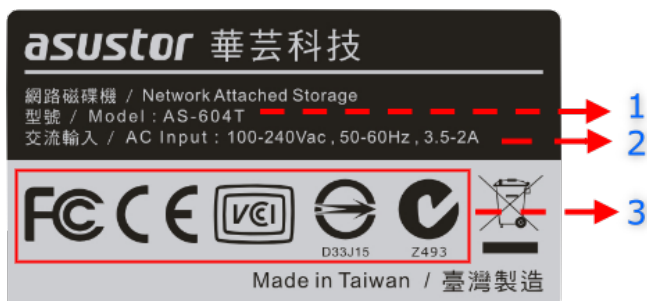 asustor 華芸科技
網路磁碟機 / Network Attached Storage
型號 / Model : AS-604T
1
交流輸入 / AC Input : 100-240Vac , 50-60Hz , 3.5-2A
2
FC CE VCI
3
D33J15 Z493
Made in Taiwan / 臺灣製造